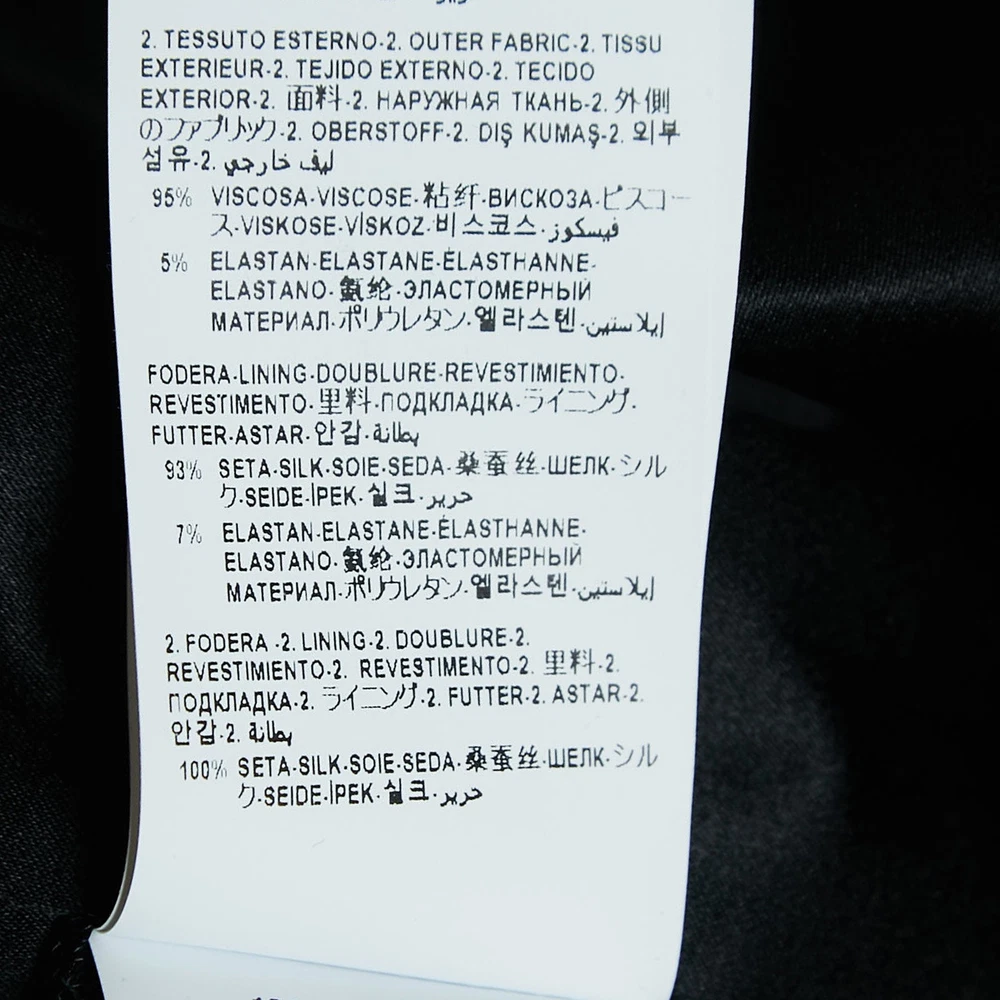 2. TESSUTO ESTERNO-2. OUTER FABRIC-2. TISSU
EXTERIEUR-2. TEJIDO EXTERNO-2. TECIDO
EXTERIOR-2. 面料-2. НАРУЖНАЯ ТКАНЬ-2. 外側
のファブリック-2. OBERSTOFF-2. DIŞ KUMAŞ-2. 외부
섬유-2. ليف خارجي
95% VISCOSA-VISCOSE-粘纤-ВИСКОЗА-ビスコー
ス-VISKOSE-VİSKOZ-비스코스-فيسكوز
5% ELASTAN-ELASTANE-ÉLASTHANNE-
ELASTANO-氨纶-ЭЛАСТОМЕРНЫЙ
МАТЕРИАЛ-ポリウレタン-엘라스텐-إيلاستين
FODERA-LINING-DOUBLURE-REVESTIMIENTO-
REVESTIMENTO-里料-ПОДКЛАДКА-ライニング-
FUTTER-ASTAR-안감-بطانة
93% SETA-SILK-SOIE-SEDA-桑蚕丝-ШЕЛК-シル
ク-SEIDE-İPEK-실크-حرير
7% ELASTAN-ELASTANE-ÉLASTHANNE-
ELASTANO-氨纶-ЭЛАСТОМЕРНЫЙ
МАТЕРИАЛ-ポリウレタン-엘라스텐-إيلاستين
2. FODERA -2. LINING-2. DOUBLURE-2.
REVESTIMIENTO-2. REVESTIMENTO-2. 里料-2.
ПОДКЛАДКА-2. ライニング-2. FUTTER-2. ASTAR-2.
안감-2. بطانة
100% SETA-SILK-SOIE-SEDA-桑蚕丝-ШЕЛК-シル
ク-SEIDE-İPEK-실크-حرير